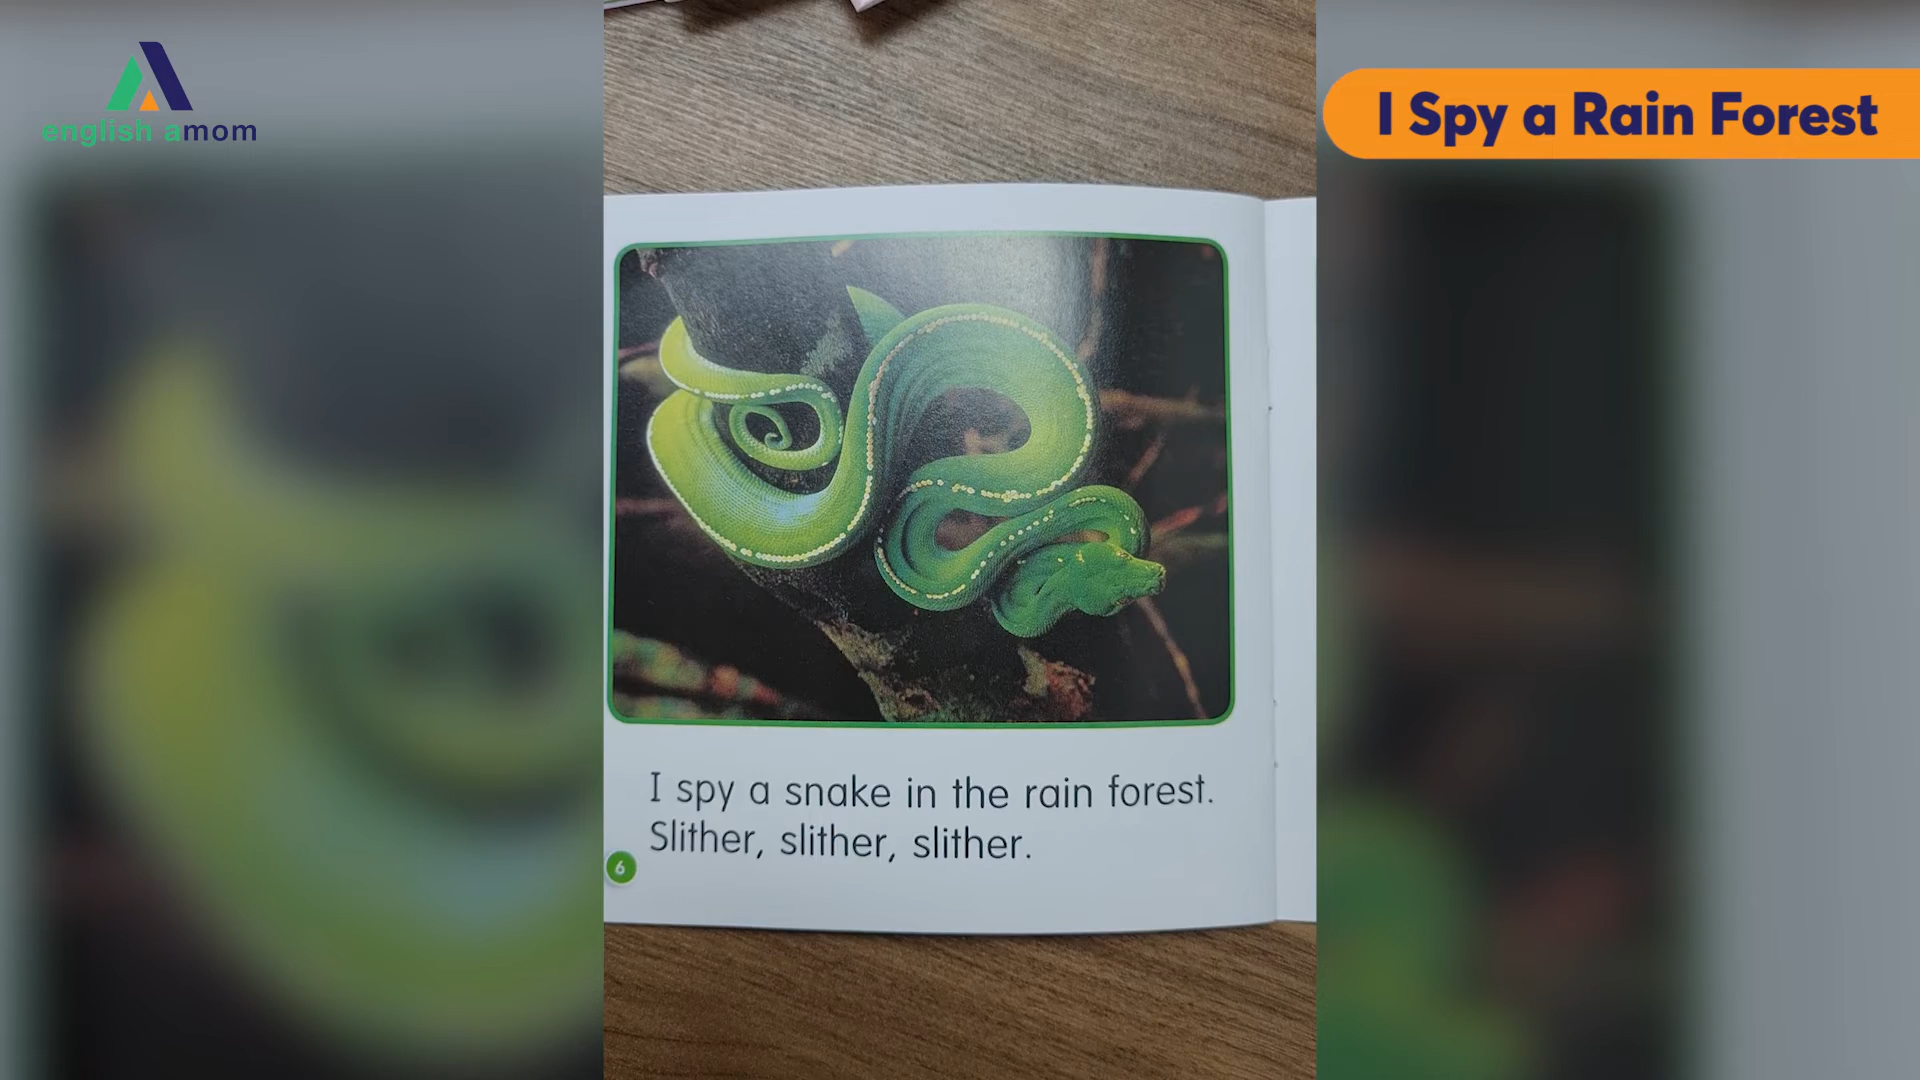 english amom
I Spy a Rain Forest
I spy a snake in the rain forest.
Slither, slither, slither.
6